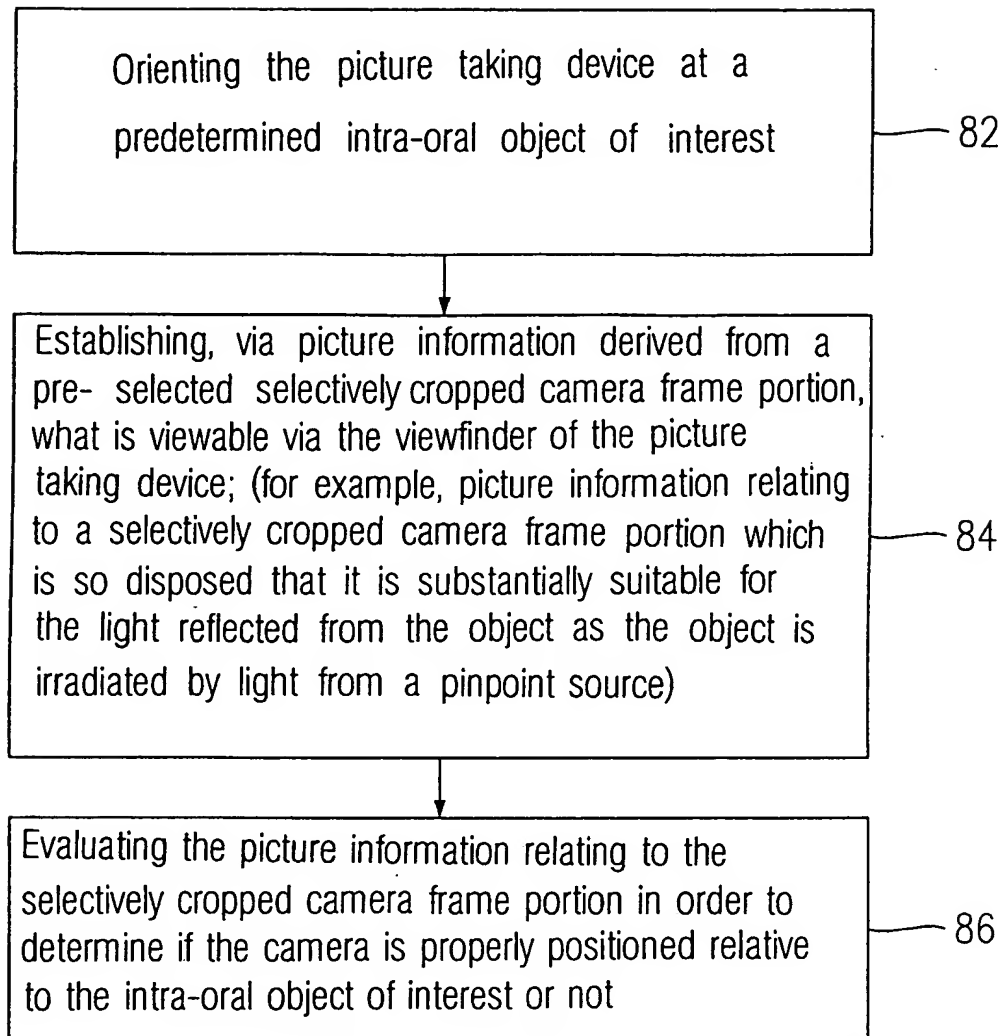 Orienting the picture taking device at a
predetermined intra-oral object of interest
82
Establishing, via picture information derived from a
pre- selected selectively cropped camera frame portion,
what is viewable via the viewfinder of the picture
taking device; (for example, picture information relating
to a selectively cropped camera frame portion which
is so disposed that it is substantially suitable for
the light reflected from the object as the object is
irradiated by light from a pinpoint source)
84
Evaluating the picture information relating to the
selectively cropped camera frame portion in order to
determine if the camera is properly positioned relative
to the intra-oral object of interest or not
86